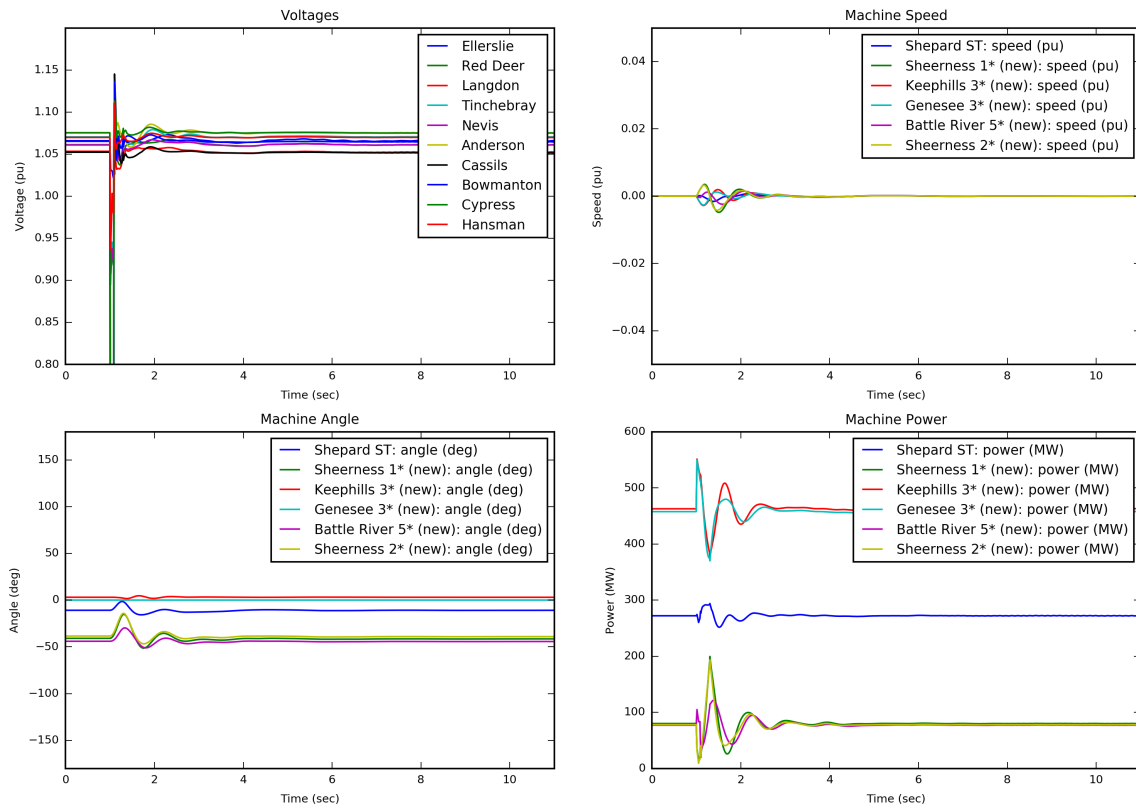 Voltages
1.15
1.10
1.05
1.00
0.95
0.90
0.85
0.80
Voltage (pu)
0 2 4 6 8 10
Time (sec)
Ellerslie
Red Deer
Langdon
Tinchebray
Nevis
Anderson
Cassils
Bowmanton
Cypress
Hansman
Machine Speed
0.04
0.02
0.00
−0.02
−0.04
Speed (pu)
0 2 4 6 8 10
Time (sec)
Shepard ST: speed (pu)
Sheerness 1* (new): speed (pu)
Keephills 3* (new): speed (pu)
Genesee 3* (new): speed (pu)
Battle River 5* (new): speed (pu)
Sheerness 2* (new): speed (pu)
Machine Angle
150
100
50
0
−50
−100
−150
Angle (deg)
0 2 4 6 8 10
Time (sec)
Shepard ST: angle (deg)
Sheerness 1* (new): angle (deg)
Keephills 3* (new): angle (deg)
Genesee 3* (new): angle (deg)
Battle River 5* (new): angle (deg)
Sheerness 2* (new): angle (deg)
Machine Power
600
500
400
300
200
100
0
Power (MW)
0 2 4 6 8 10
Time (sec)
Shepard ST: power (MW)
Sheerness 1* (new): power (MW)
Keephills 3* (new): power (MW)
Genesee 3* (new): power (MW)
Battle River 5* (new): power (MW)
Sheerness 2* (new): power (MW)